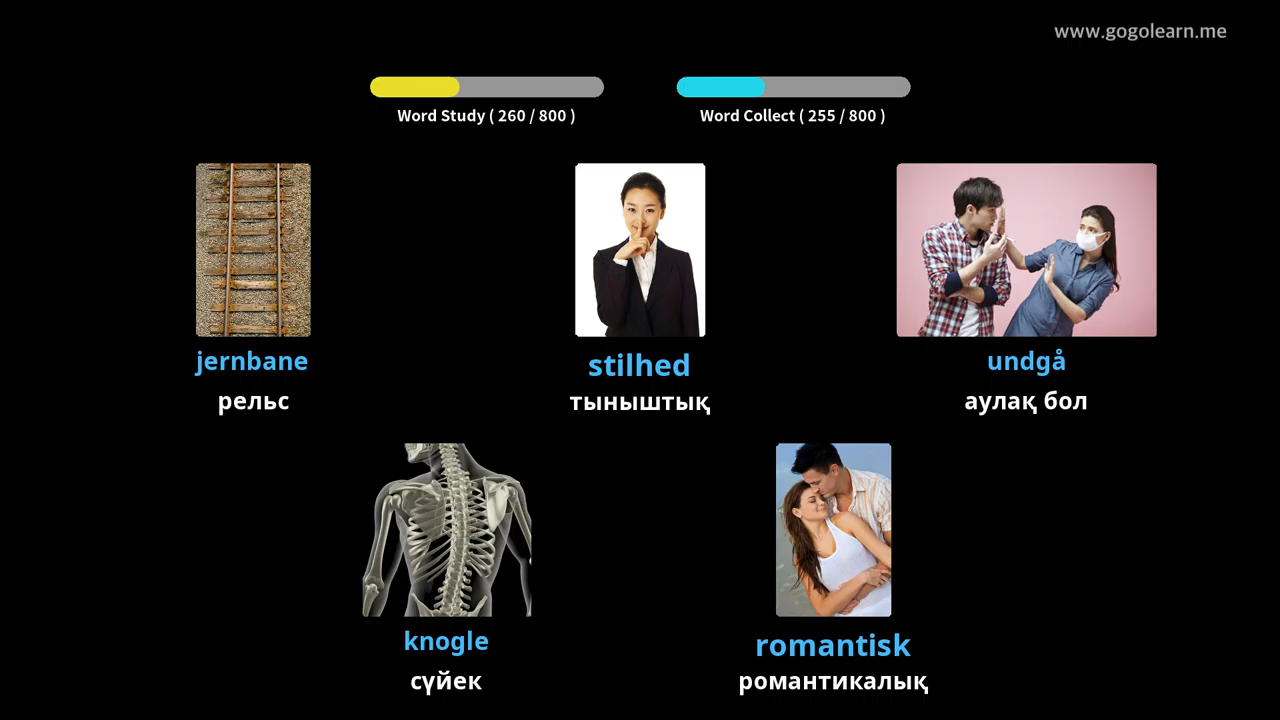 www.gogolearn.me
Word Study ( 260 / 800 )
Word Collect ( 255 / 800 )
jernbane
рельс
stilhed
тыныштық
undgå
аулақ бол
knogle
сүйек
romantisk
романтикалық